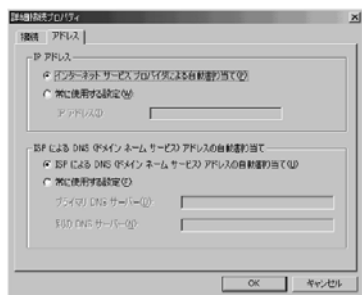 詳細接続プロパティ
接続 アドレス
IP アドレス
インターネット サービス プロバイダによる自動割り当て(P)
常に使用する設定(W)
IP アドレス(I)
ISP による DNS (ドメイン ネーム サービス) アドレスの自動割り当て
ISP による DNS (ドメイン ネーム サービス) アドレスの自動割り当て(U)
常に使用する設定(E)
プライマリ DNS サーバー(D):
別の DNS サーバー(N):
OK キャンセル